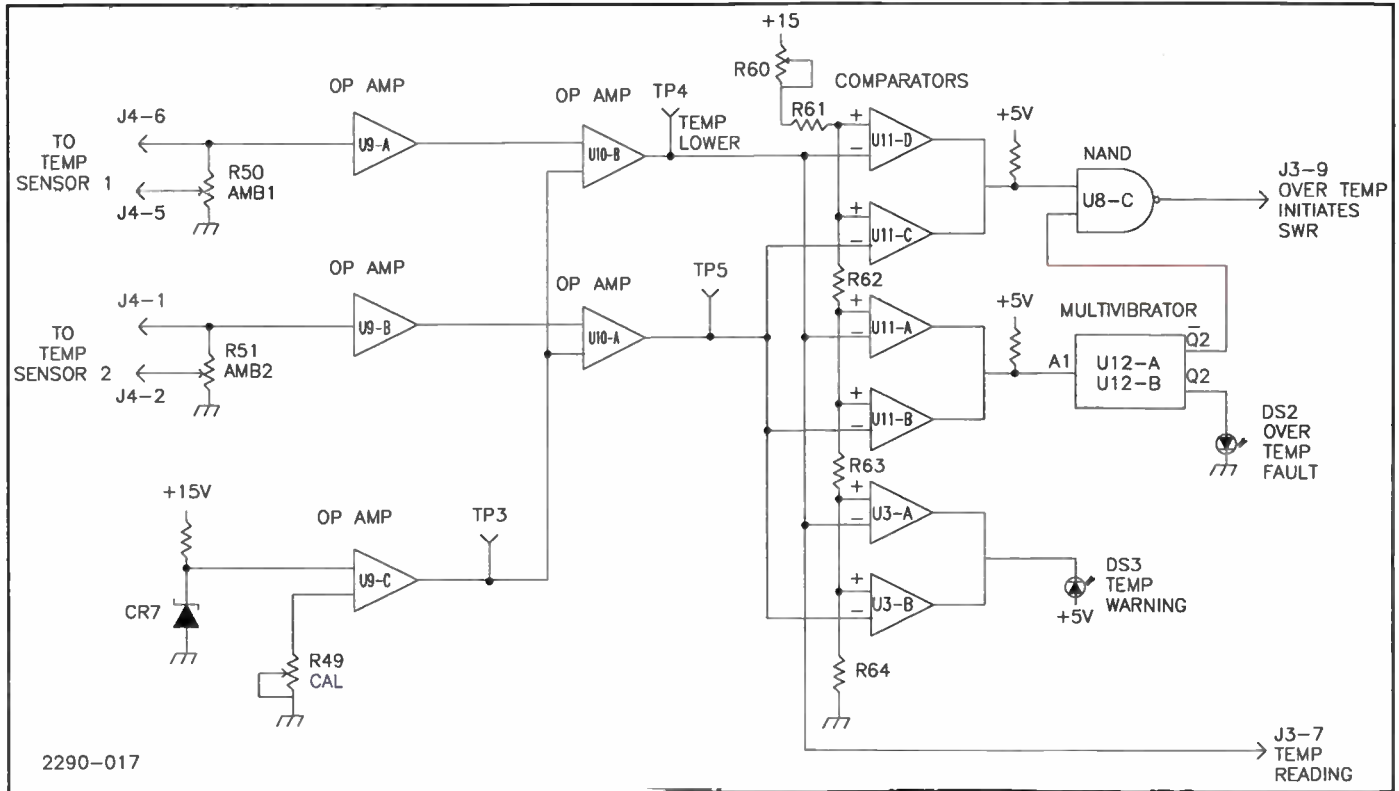 +15
R60
COMPARATORS
OP AMP
OP AMP
TP4
TEMP
LOWER
R61
+
−
U11-D
+5V
NAND
U8-C
J3-9
OVER TEMP
INITIATES
SWR
TO
TEMP
SENSOR 1
J4-6
J4-5
R50
AMB1
U9-A
U10-B
+
−
U11-C
R62
OP AMP
OP AMP
TP5
TO
TEMP
SENSOR 2
J4-1
J4-2
R51
AMB2
U9-B
U10-A
+
−
U11-A
+5V
MULTIVIBRATOR
A1
U12-A
U12-B
Q̅2
Q2
+
−
U11-B
DS2
OVER
TEMP
FAULT
R63
+15V
OP AMP
TP3
U9-C
CR7
R49
CAL
+
−
U3-A
+
−
U3-B
DS3
TEMP
WARNING
+5V
R64
J3-7
TEMP
READING
2290-017